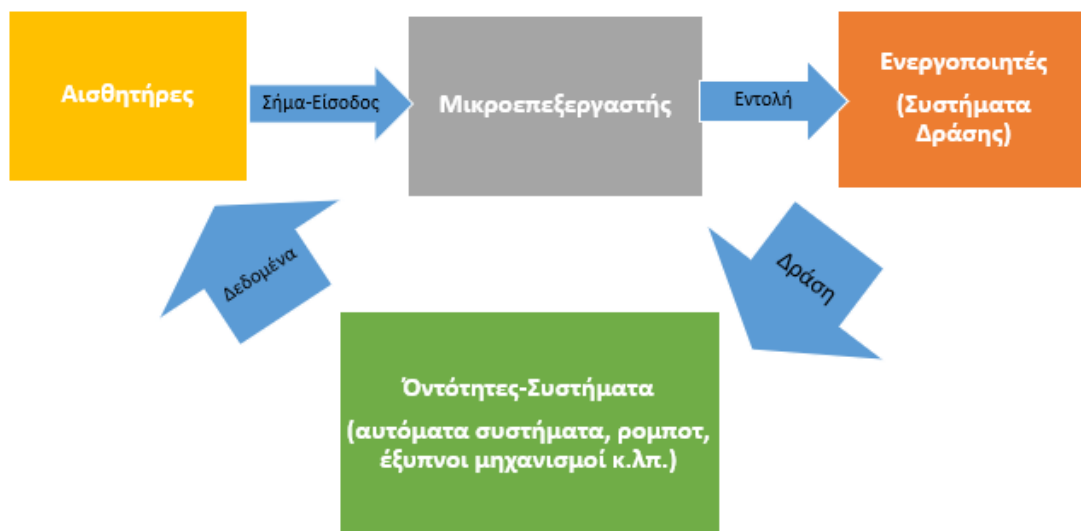 Αισθητήρες
Σήμα-Είσοδος
Μικροεπεξεργαστής
Εντολή
Ενεργοποιητές
(Συστήματα
Δράσης)
Δεδομένα
Δράση
Όντότητες-Συστήματα
(αυτόματα συστήματα, ρομποτ,
έξυπνοι μηχανισμοί κ.λπ.)